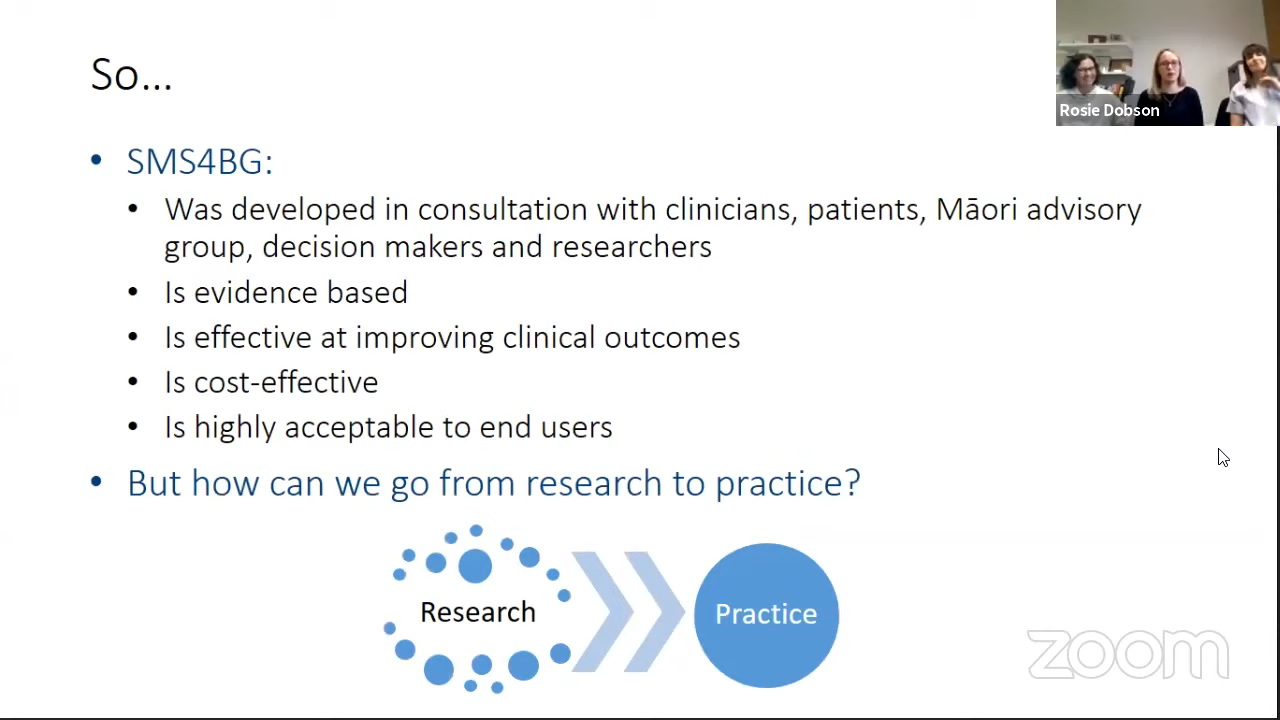 So...
Rosie Dobson
• SMS4BG:
• Was developed in consultation with clinicians, patients, Māori advisory
group, decision makers and researchers
• Is evidence based
• Is effective at improving clinical outcomes
• Is cost-effective
• Is highly acceptable to end users
• But how can we go from research to practice?
Research
Practice
zoom